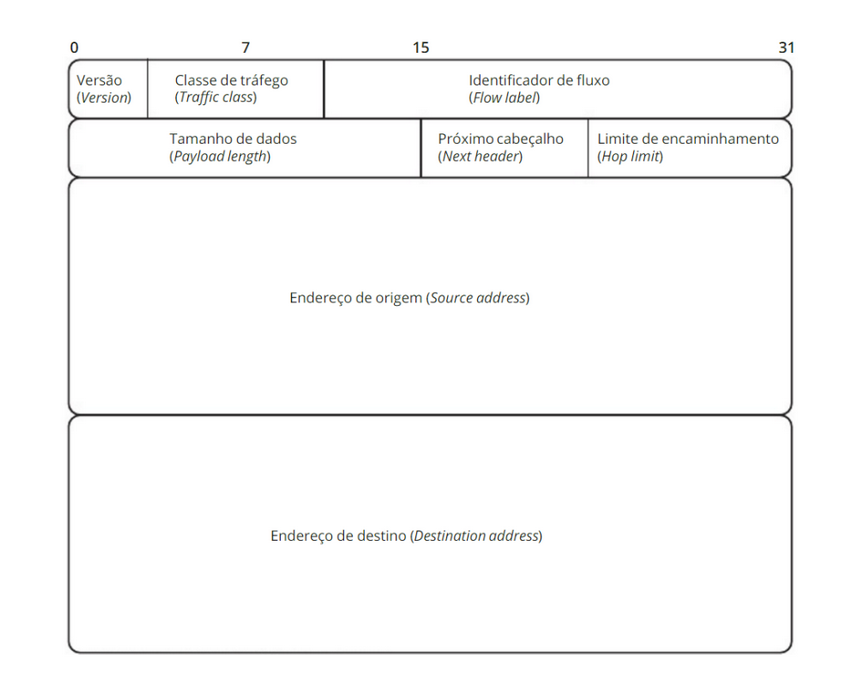 0 7 15 31
Versão Classe de tráfego Identificador de fluxo
(Version) (Traffic class) (Flow label)
Tamanho de dados Próximo cabeçalho Limite de encaminhamento
(Payload length) (Next header) (Hop limit)
Endereço de origem (Source address)
Endereço de destino (Destination address)